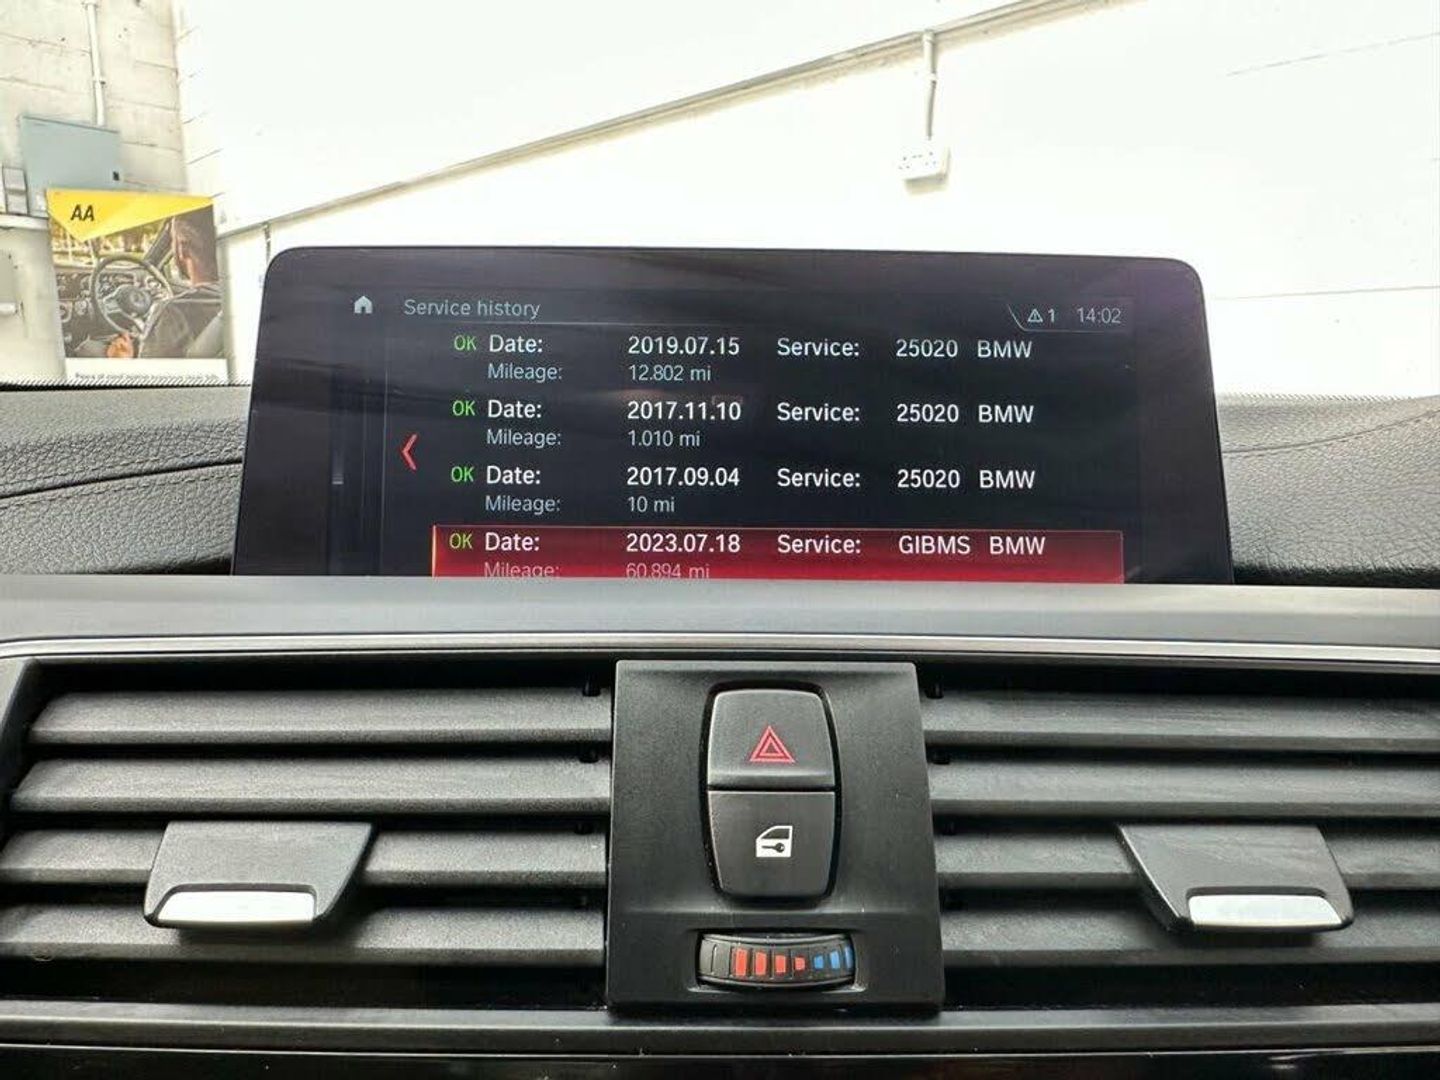 AA
Service history
1 14:02
OK Date: 2019.07.15 Service: 25020 BMW
Mileage: 12.802 mi
OK Date: 2017.11.10 Service: 25020 BMW
Mileage: 1.010 mi
OK Date: 2017.09.04 Service: 25020 BMW
Mileage: 10 mi
OK Date: 2023.07.18 Service: GIBMS BMW
Mileage: 60.894 mi